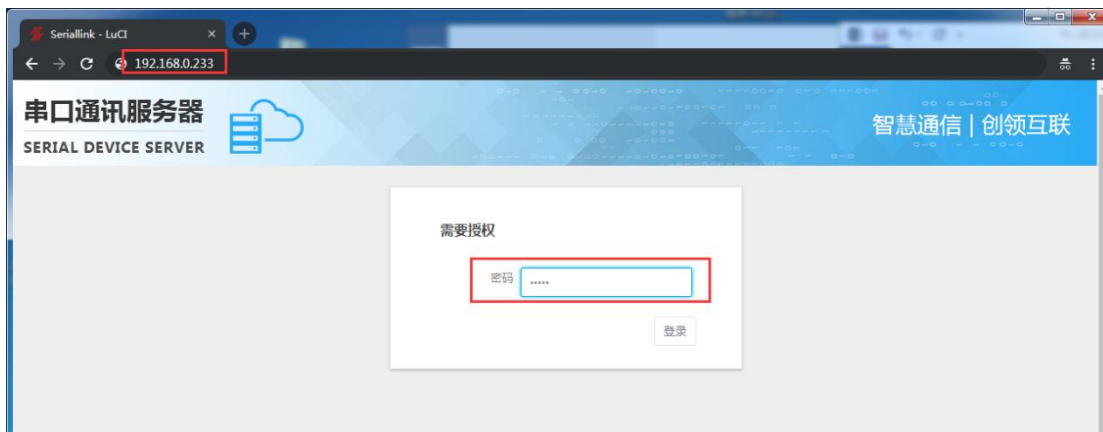 Seriallink - LuCI
192.168.0.233
串口通讯服务器
SERIAL DEVICE SERVER
智慧通信 | 创领互联
需要授权
密码 •••••
登录